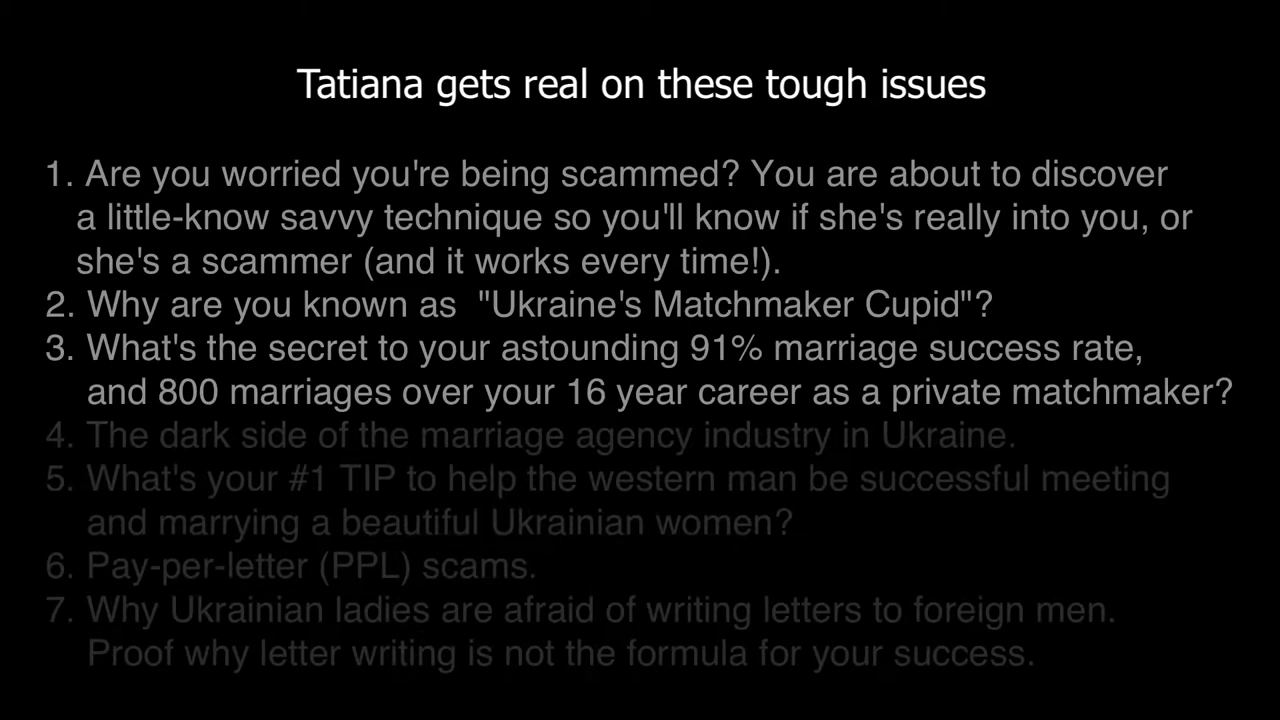 Tatiana gets real on these tough issues
1. Are you worried you're being scammed? You are about to discover
a little-know savvy technique so you'll know if she's really into you, or
she's a scammer (and it works every time!).
2. Why are you known as  "Ukraine's Matchmaker Cupid"?
3. What's the secret to your astounding 91% marriage success rate,
and 800 marriages over your 16 year career as a private matchmaker?
4. The dark side of the marriage agency industry in Ukraine.
5. What's your #1 TIP to help the western man be successful meeting
and marrying a beautiful Ukrainian women?
6. Pay-per-letter (PPL) scams.
7. Why Ukrainian ladies are afraid of writing letters to foreign men.
Proof why letter writing is not the formula for your success.